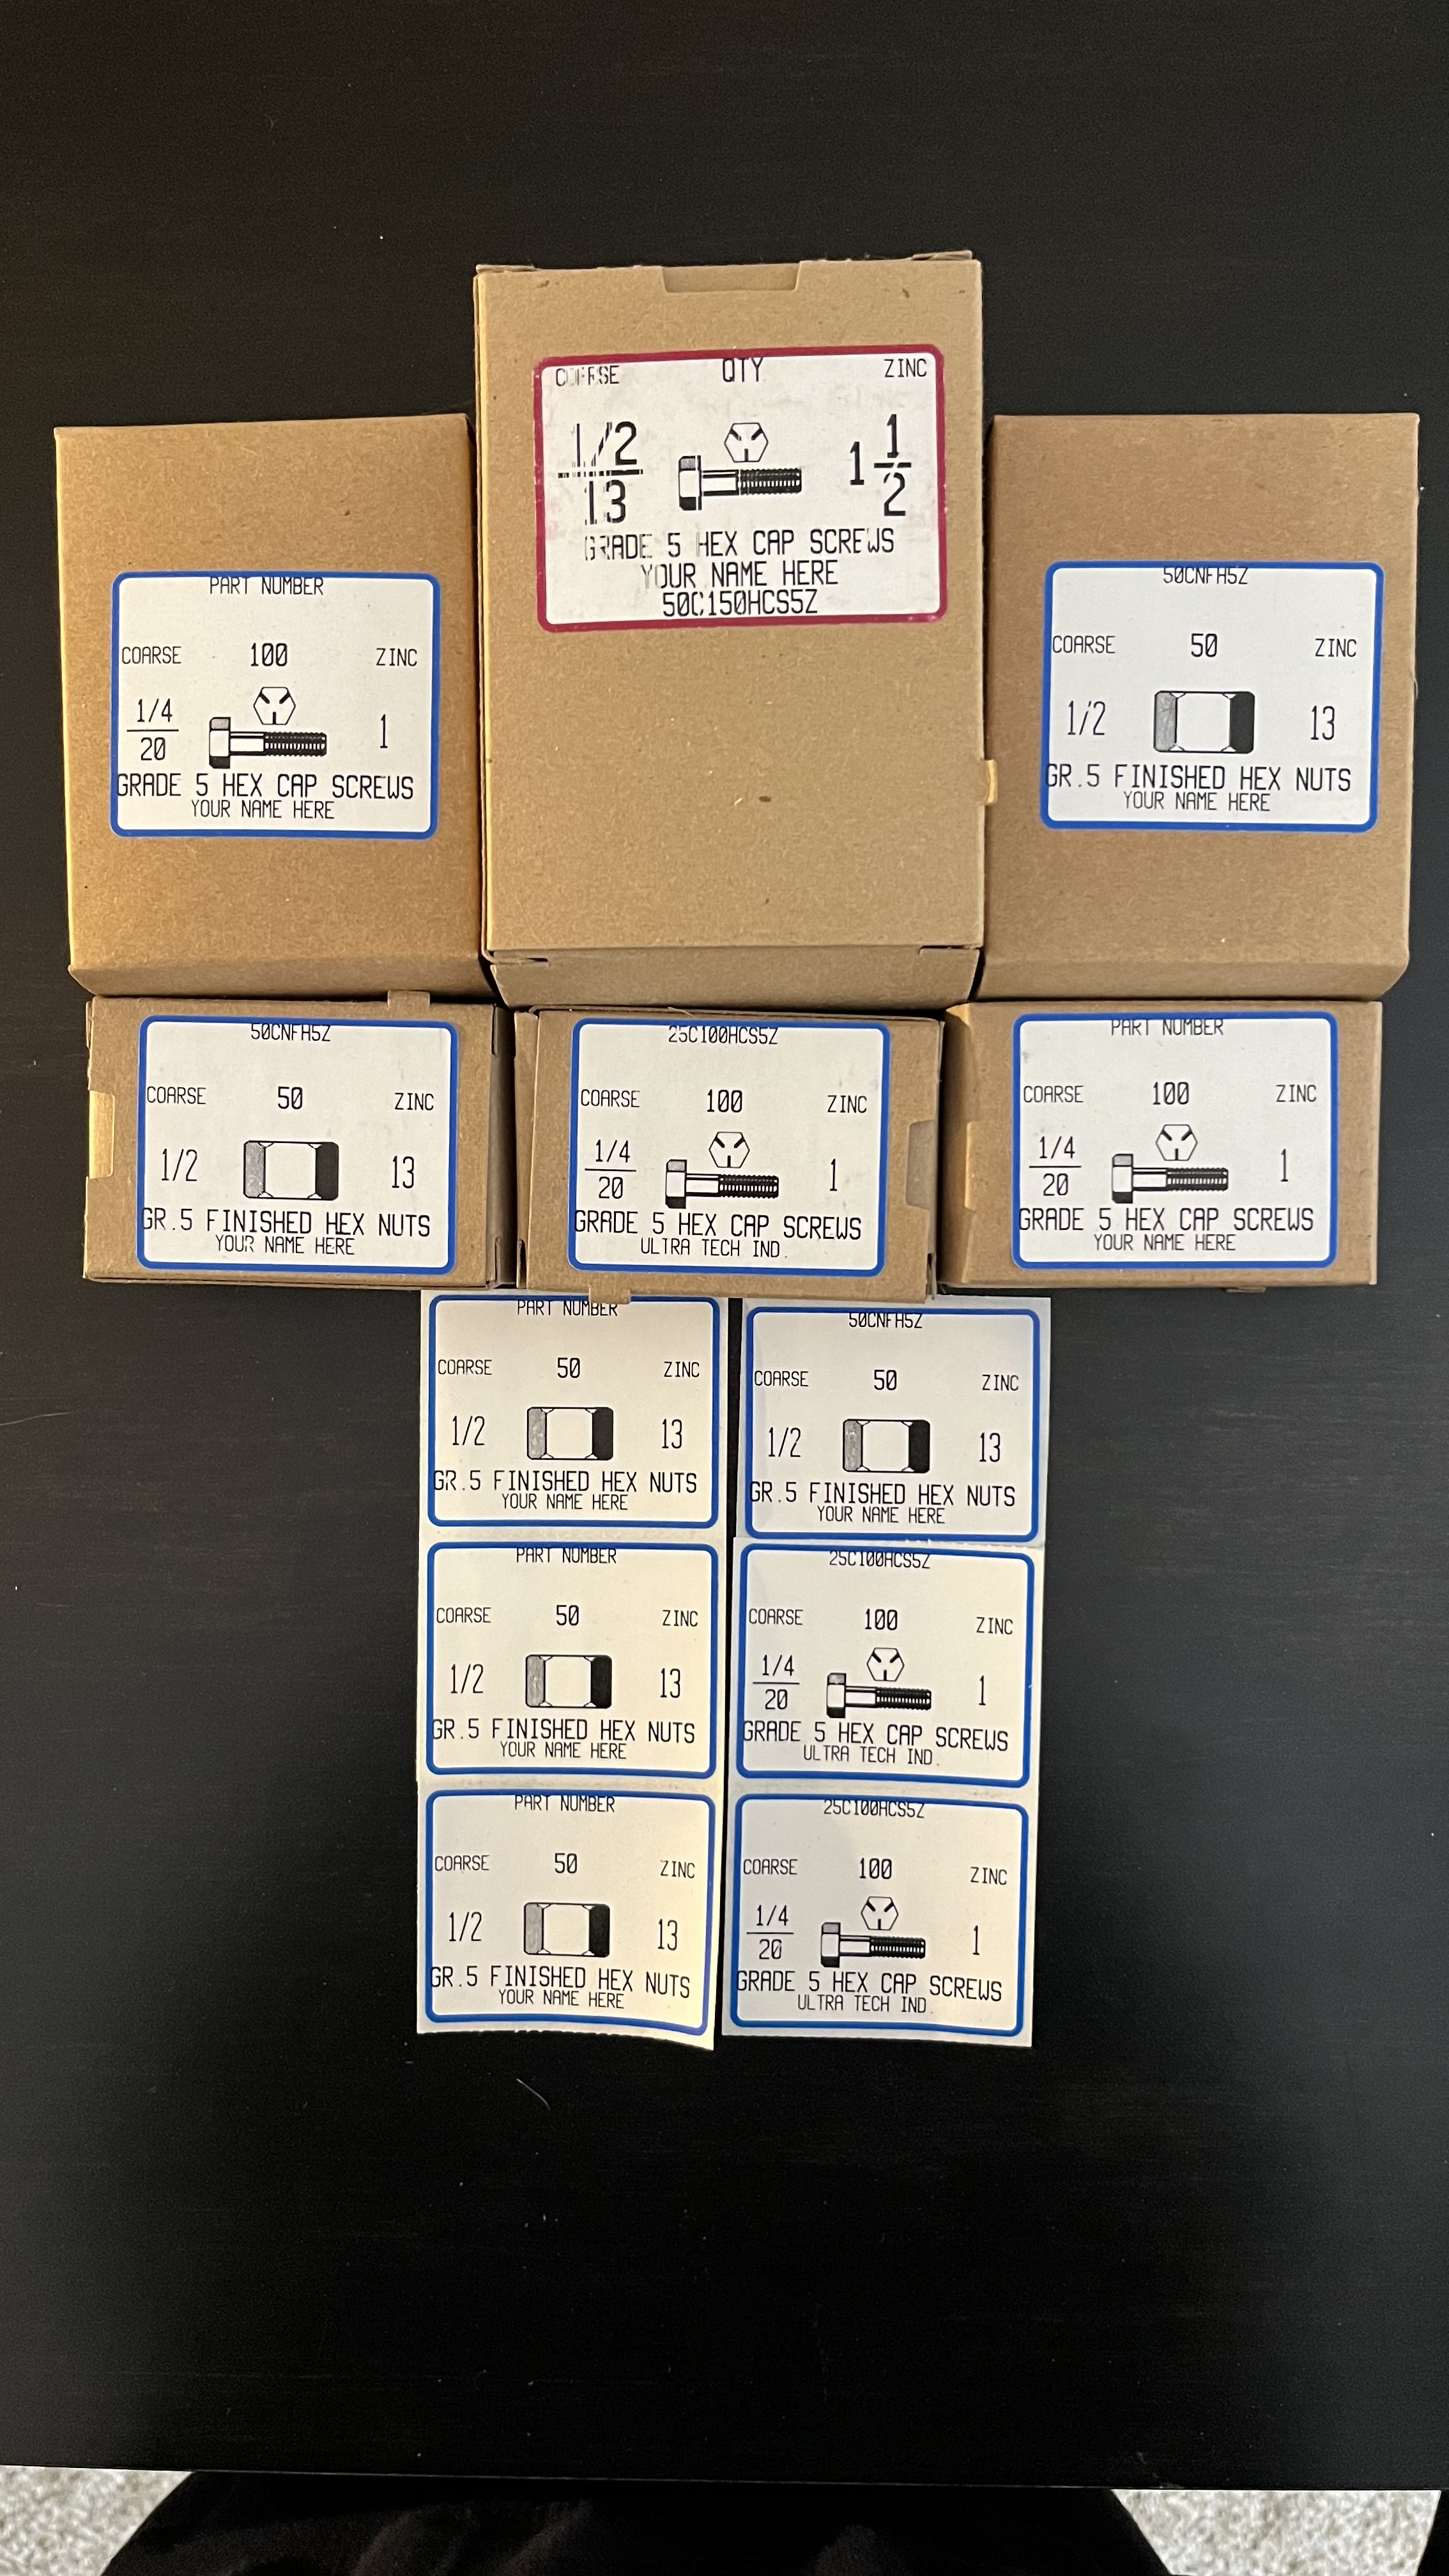 COARSE QTY ZINC
1/2
13
1 1/2
GRADE 5 HEX CAP SCREWS
YOUR NAME HERE
50C150HCS5Z
PART NUMBER
COARSE 100 ZINC
1/4
20
1
GRADE 5 HEX CAP SCREWS
YOUR NAME HERE
50CNFH5Z
COARSE 50 ZINC
1/2 13
GR.5 FINISHED HEX NUTS
YOUR NAME HERE
50CNFH5Z
COARSE 50 ZINC
1/2 13
GR.5 FINISHED HEX NUTS
YOUR NAME HERE
25C100HCS5Z
COARSE 100 ZINC
1/4
20
1
GRADE 5 HEX CAP SCREWS
ULTRA TECH IND.
PART NUMBER
COARSE 100 ZINC
1/4
20
1
GRADE 5 HEX CAP SCREWS
YOUR NAME HERE
PART NUMBER
COARSE 50 ZINC
1/2 13
GR.5 FINISHED HEX NUTS
YOUR NAME HERE
50CNFH5Z
COARSE 50 ZINC
1/2 13
GR.5 FINISHED HEX NUTS
YOUR NAME HERE
PART NUMBER
COARSE 50 ZINC
1/2 13
GR.5 FINISHED HEX NUTS
YOUR NAME HERE
25C100HCS5Z
COARSE 100 ZINC
1/4
20
1
GRADE 5 HEX CAP SCREWS
ULTRA TECH IND.
PART NUMBER
COARSE 50 ZINC
1/2 13
GR.5 FINISHED HEX NUTS
YOUR NAME HERE
25C100HCS5Z
COARSE 100 ZINC
1/4
20
1
GRADE 5 HEX CAP SCREWS
ULTRA TECH IND.